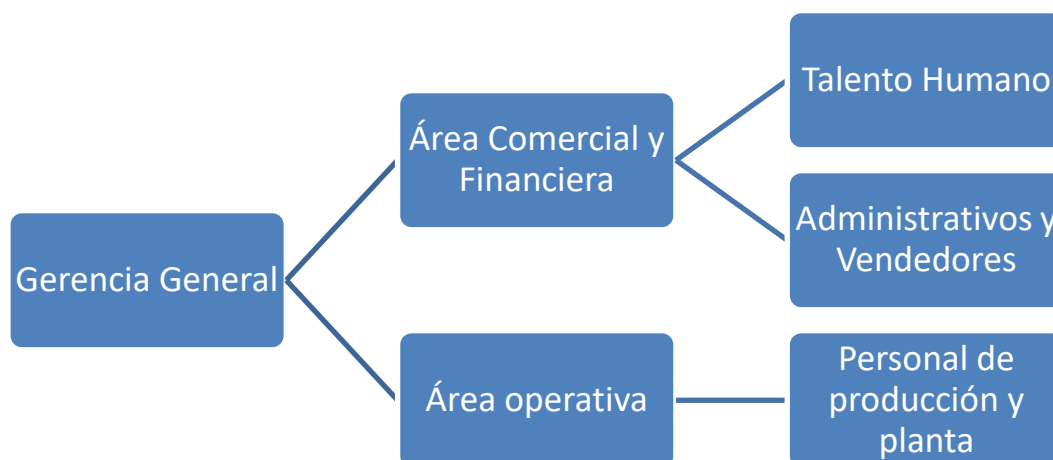 Talento Humano
Área Comercial y
Financiera
Administrativos y
Vendedores
Gerencia General
Área operativa
Personal de
producción y
planta